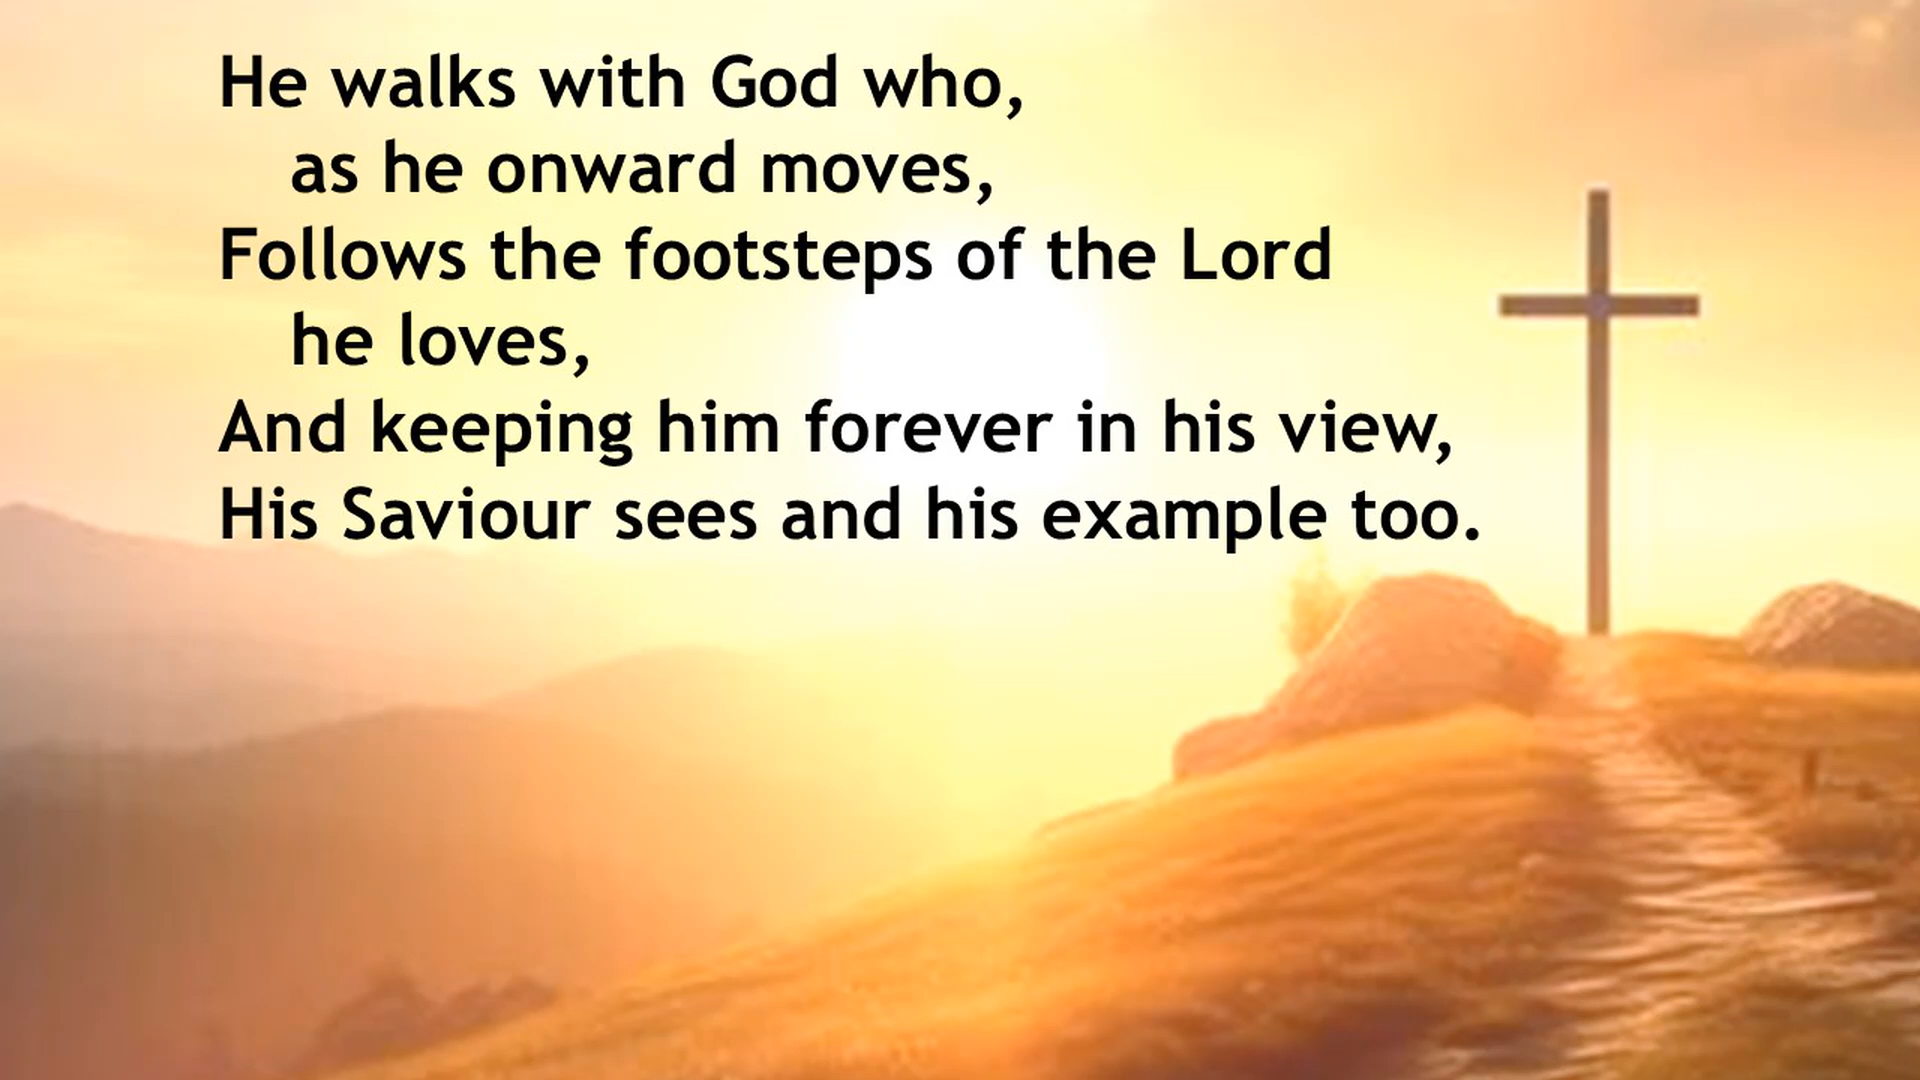 He walks with God who,
as he onward moves,
Follows the footsteps of the Lord
he loves,
And keeping him forever in his view,
His Saviour sees and his example too.